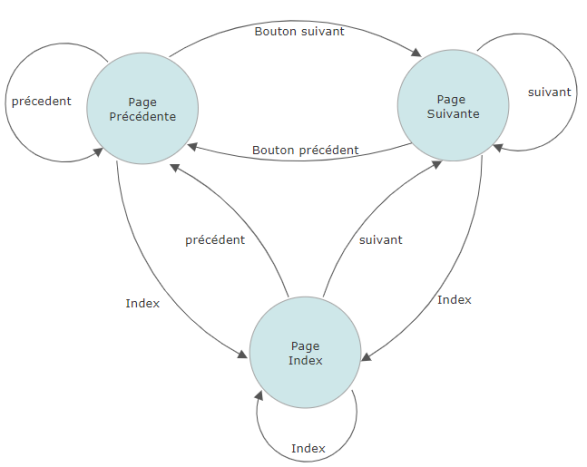 Bouton suivant
précedent
Page
Précédente
Page
Suivante
suivant
Bouton précédent
précédent
suivant
Index
Index
Page
Index
Index